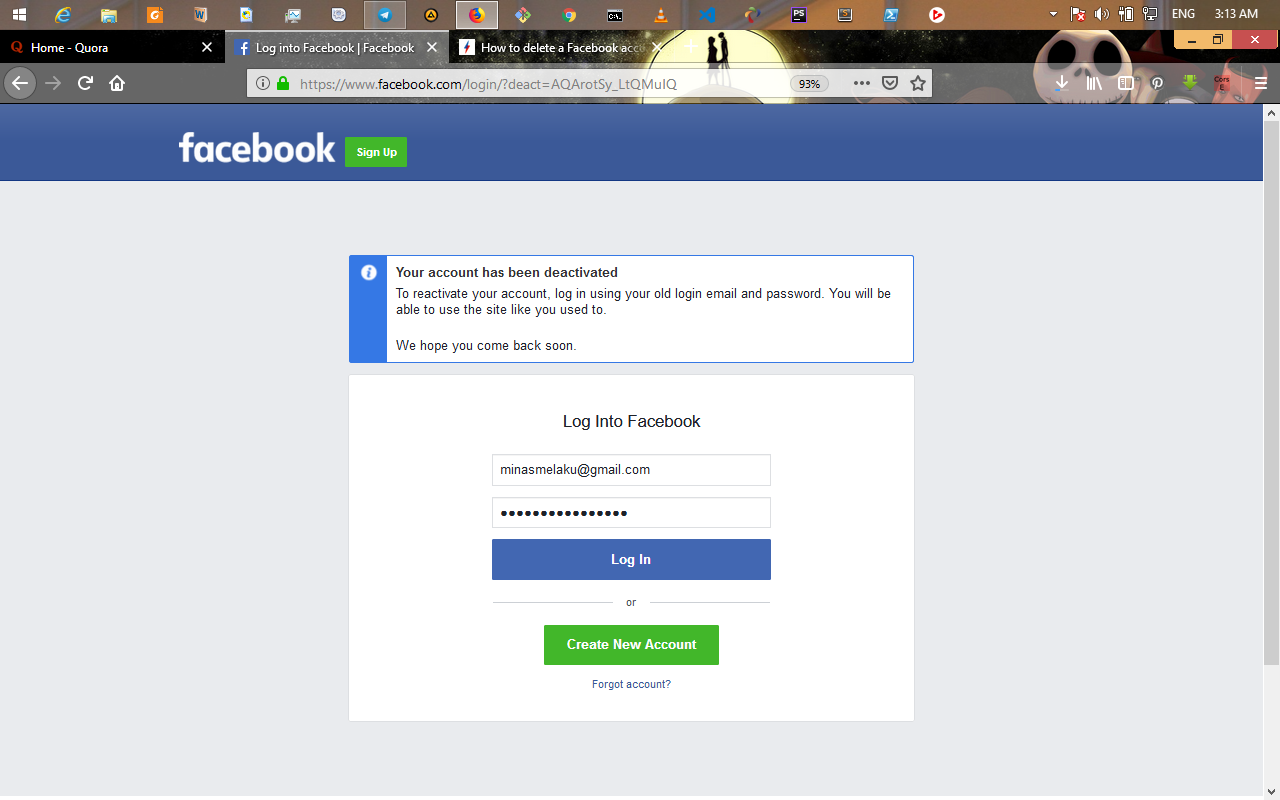 ENG 3:13 AM
Home - Quora
Log into Facebook | Facebook
How to delete a Facebook acc
https://www.facebook.com/login/?deact=AQArotSy_LtQMuIQ
93%
facebook
Sign Up
Your account has been deactivated
To reactivate your account, log in using your old login email and password. You will be
able to use the site like you used to.
We hope you come back soon.
Log Into Facebook
minasmelaku@gmail.com
••••••••••••••••
Log In
or
Create New Account
Forgot account?